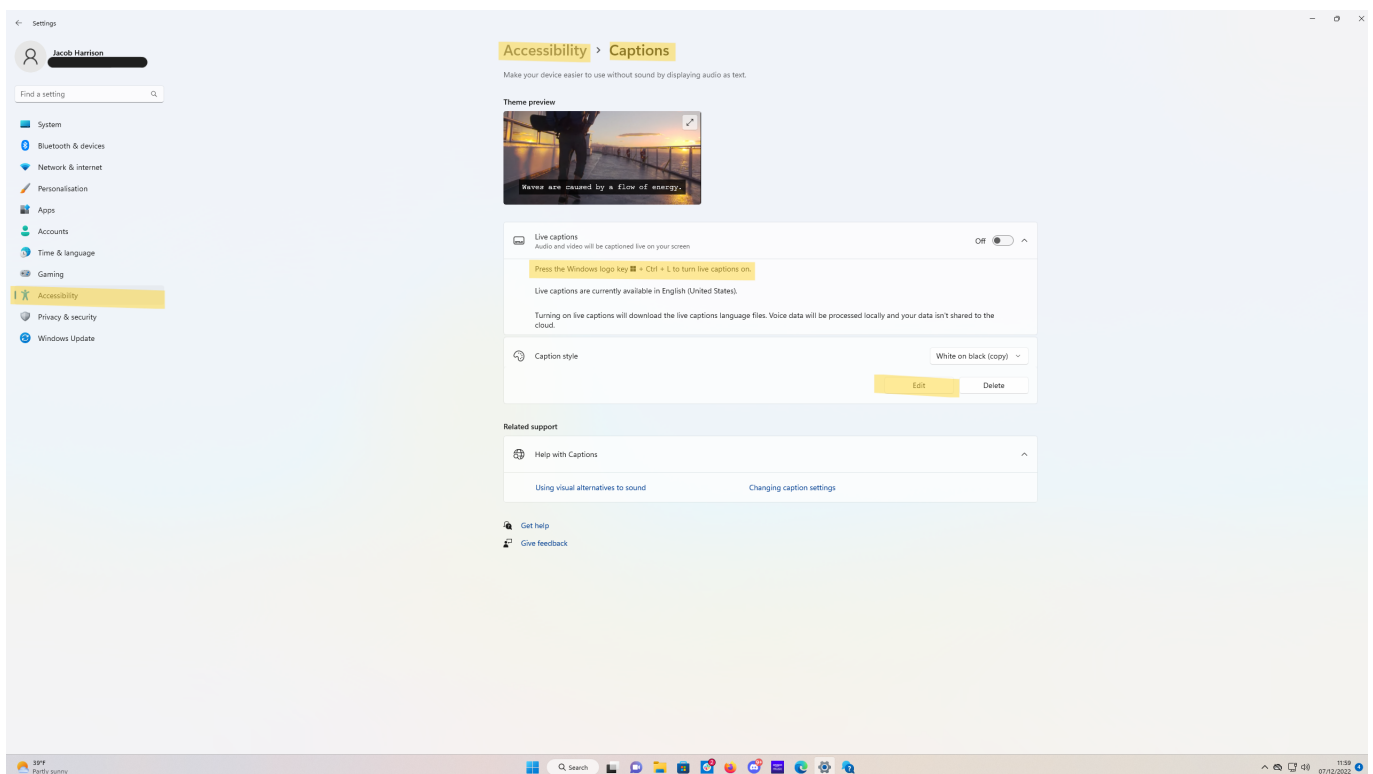 Settings
Jacob Harrison
Find a setting
System
Bluetooth & devices
Network & internet
Personalisation
Apps
Accounts
Time & language
Gaming
Accessibility
Privacy & security
Windows Update
Accessibility > Captions
Make your device easier to use without sound by displaying audio as text.
Theme preview
Waves are caused by a flow of energy.
Live captions
Audio and video will be captioned live on your screen
Off
Press the Windows logo key + Ctrl + L to turn live captions on.
Live captions are currently available in English (United States).
Turning on live captions will download the live captions language files. Voice data will be processed locally and your data isn't shared to the
cloud.
Caption style
White on black (copy)
Edit
Delete
Related support
Help with Captions
Using visual alternatives to sound
Changing caption settings
Get help
Give feedback
39°F
Partly sunny
Search
11:59
07/12/2022